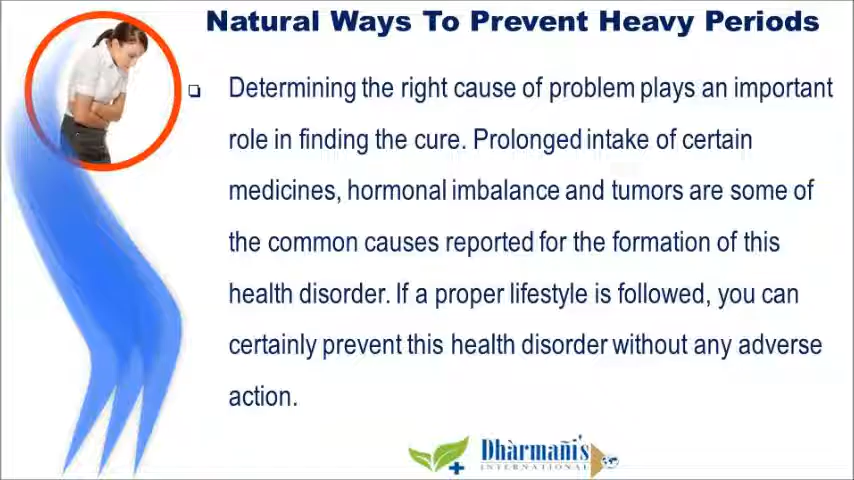 Natural Ways To Prevent Heavy Periods
Determining the right cause of problem plays an important
role in finding the cure. Prolonged intake of certain
medicines, hormonal imbalance and tumors are some of
the common causes reported for the formation of this
health disorder. If a proper lifestyle is followed, you can
certainly prevent this health disorder without any adverse
action.
Dhàrmañi's
INTERNATIONAL